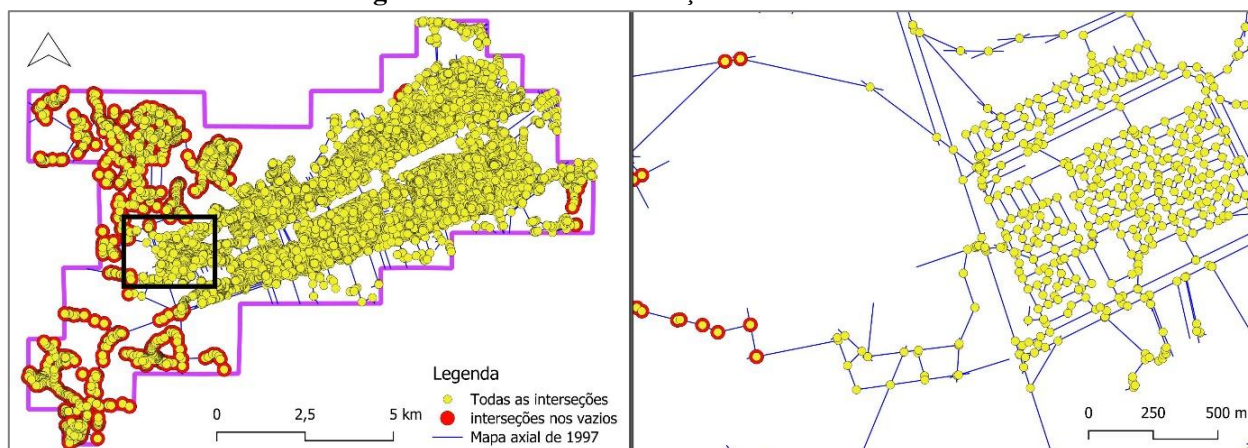 Legenda
Todas as interseções
interseções nos vazios
Mapa axial de 1997
0 2,5 5 km
0 250 500 m